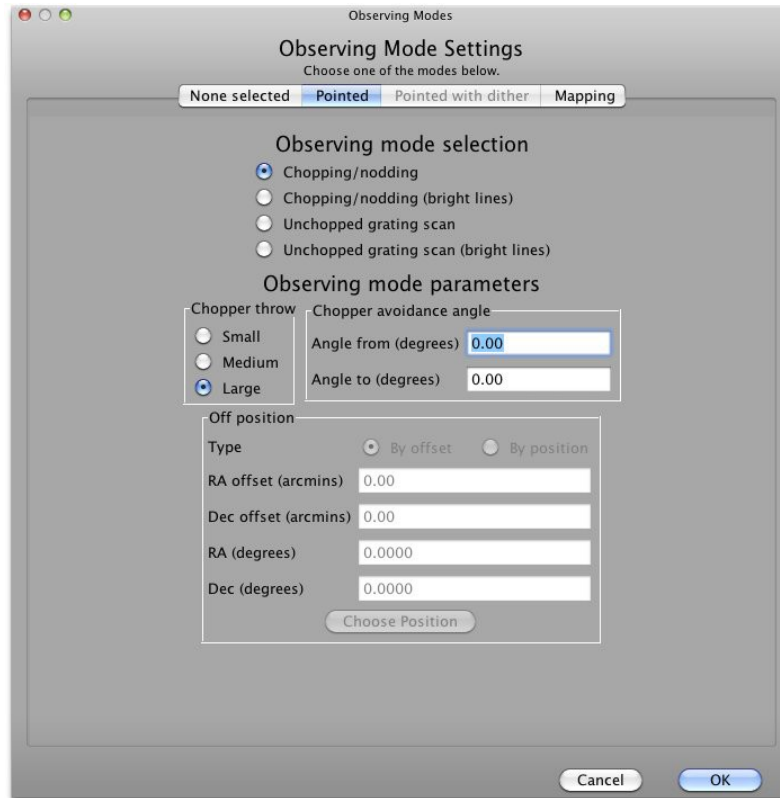 Observing Modes
Observing Mode Settings
Choose one of the modes below.
None selected Pointed Pointed with dither Mapping
Observing mode selection
Chopping/nodding
Chopping/nodding (bright lines)
Unchopped grating scan
Unchopped grating scan (bright lines)
Observing mode parameters
Chopper throw
Small
Medium
Large
Chopper avoidance angle
Angle from (degrees) 0.00
Angle to (degrees) 0.00
Off position
Type By offset By position
RA offset (arcmins) 0.00
Dec offset (arcmins) 0.00
RA (degrees) 0.0000
Dec (degrees) 0.0000
Choose Position
Cancel OK